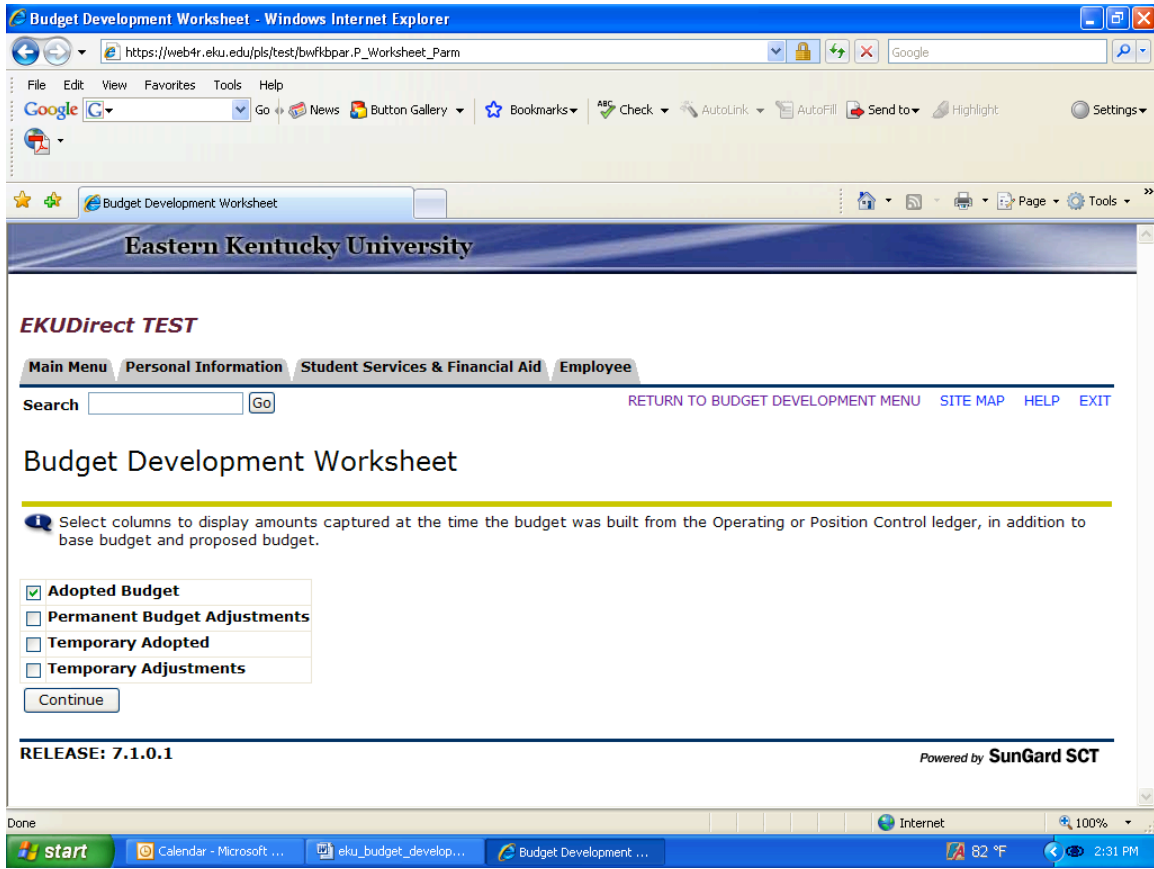 Budget Development Worksheet - Windows Internet Explorer
https://web4r.eku.edu/pls/test/bwfkbpar.P_Worksheet_Parm
Google
File Edit View Favorites Tools Help
Google G Go News Button Gallery Bookmarks ABC Check AutoLink AutoFill Send to Highlight Settings
Budget Development Worksheet
Page Tools »
Eastern Kentucky University
EKUDirect TEST
Main Menu Personal Information Student Services & Financial Aid Employee
Search Go RETURN TO BUDGET DEVELOPMENT MENU SITE MAP HELP EXIT
Budget Development Worksheet
Select columns to display amounts captured at the time the budget was built from the Operating or Position Control ledger, in addition to
base budget and proposed budget.
Adopted Budget
Permanent Budget Adjustments
Temporary Adopted
Temporary Adjustments
Continue
RELEASE: 7.1.0.1 Powered by SunGard SCT
Done Internet 100%
start Calendar - Microsoft ... eku_budget_develop... Budget Development ... 82 °F 2:31 PM